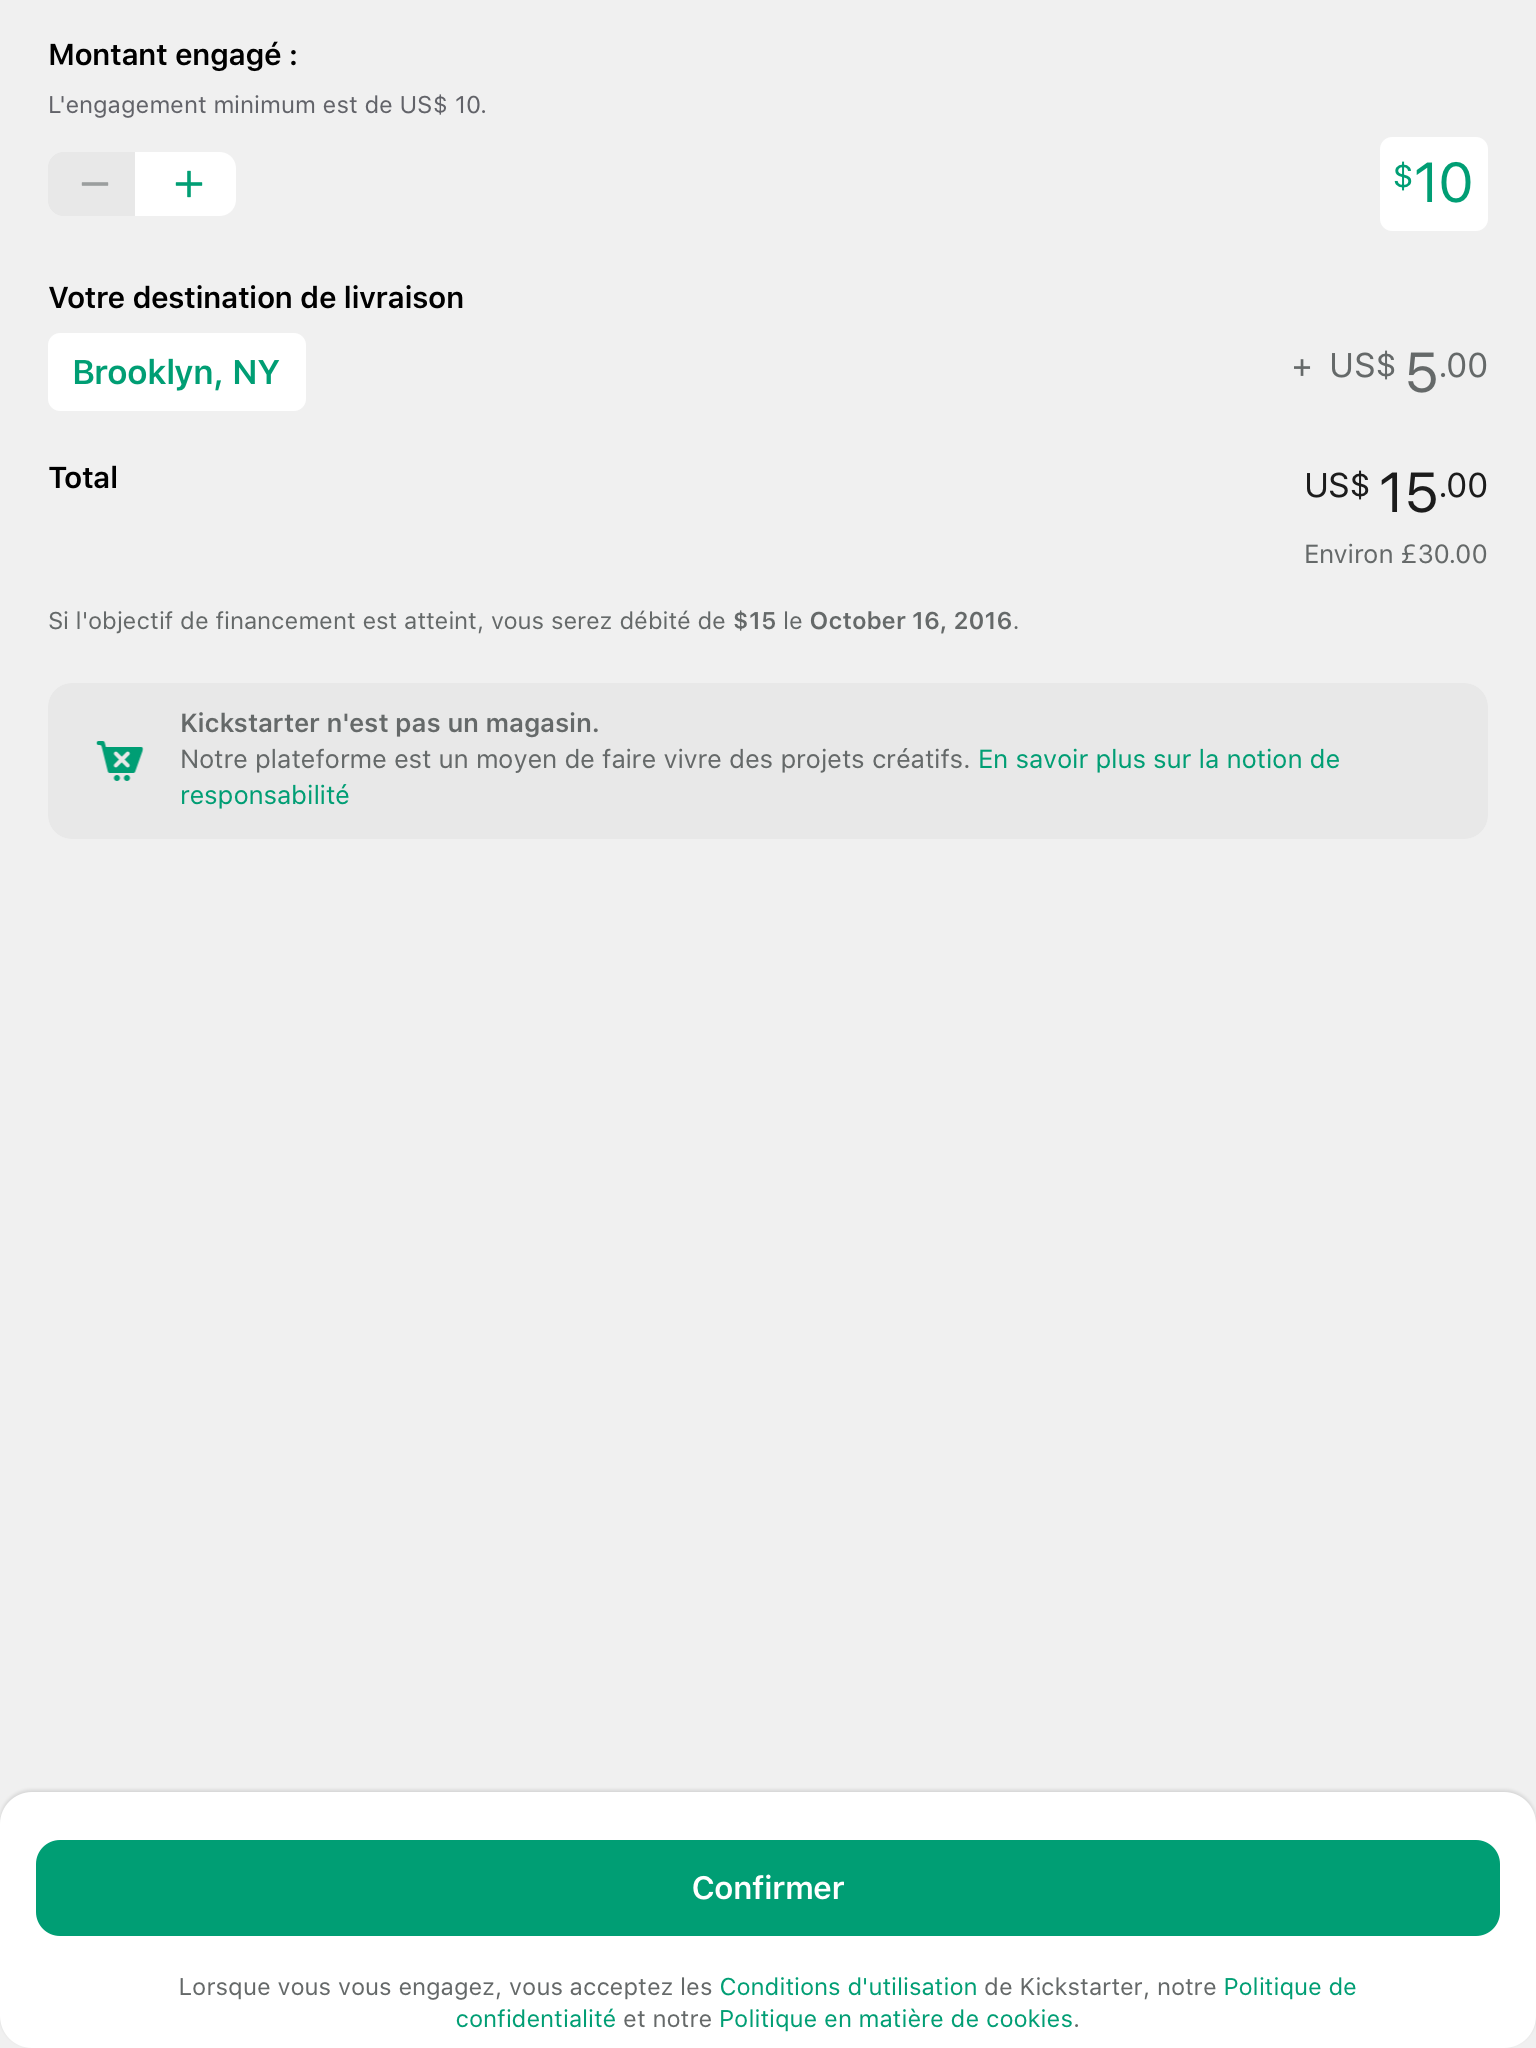 Montant engagé :
L'engagement minimum est de US$ 10.
− +
$10
Votre destination de livraison
Brooklyn, NY
+ US$ 5.00
Total
US$ 15.00
Environ £30.00
Si l'objectif de financement est atteint, vous serez débité de $15 le October 16, 2016.
Kickstarter n'est pas un magasin.
Notre plateforme est un moyen de faire vivre des projets créatifs. En savoir plus sur la notion de
responsabilité
Confirmer
Lorsque vous vous engagez, vous acceptez les Conditions d'utilisation de Kickstarter, notre Politique de
confidentialité et notre Politique en matière de cookies.